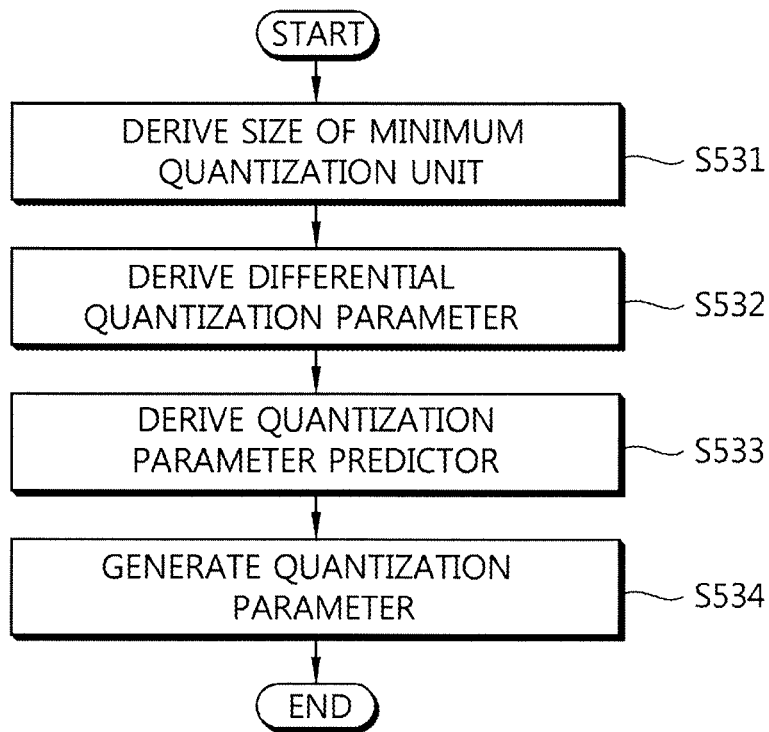 START
DERIVE SIZE OF MINIMUM
QUANTIZATION UNIT
S531
DERIVE DIFFERENTIAL
QUANTIZATION PARAMETER
S532
DERIVE QUANTIZATION
PARAMETER PREDICTOR
S533
GENERATE QUANTIZATION
PARAMETER
S534
END